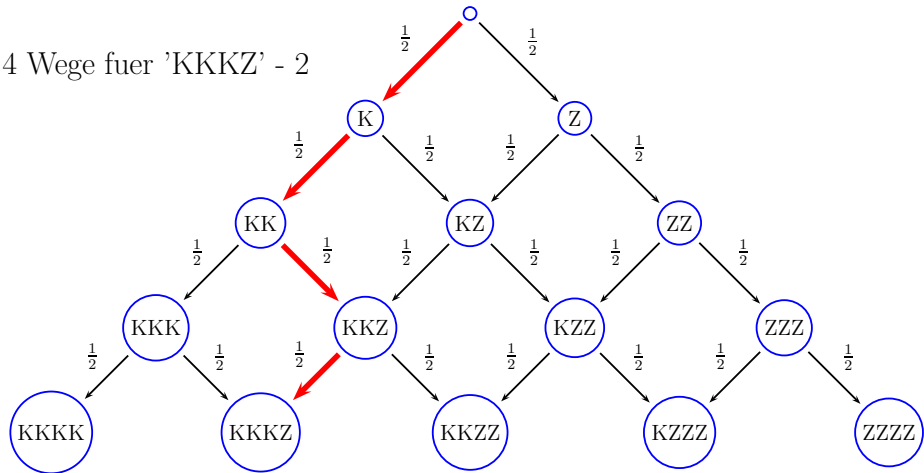 1/2 1/2
4 Wege fuer 'KKKZ' - 2
K Z
1/2 1/2 1/2 1/2
KK KZ ZZ
1/2 1/2 1/2 1/2 1/2 1/2
KKK KKZ KZZ ZZZ
1/2 1/2 1/2 1/2 1/2 1/2 1/2 1/2
KKKK KKKZ KKZZ KZZZ ZZZZ